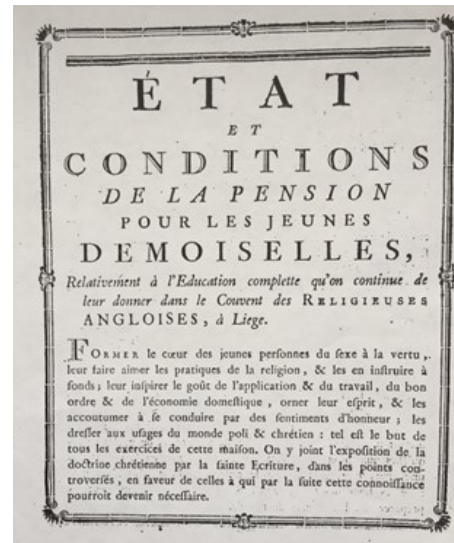 ÉTAT
ET
CONDITIONS
DE LA PENSION
POUR LES JEUNES
DEMOISELLES,
Relativement à l'Education complette qu'on continue de
leur donner dans le Couvent des RELIGIEUSES
ANGLOISES, à Liege.
FORMER le cœur des jeunes perſonnes du ſexe à la vertu,
leur faire aimer les pratiques de la religion, & les en inſtruire à
fonds; leur inſpirer le goût de l'application & du travail, du bon
ordre & de l'économie domeſtique, orner leur eſprit, & les
accoutumer à ſe conduire par des ſentiments d'honneur; les
dreſſer aux uſages du monde poli & chrétien : tel eſt le but de
tous les exercices de cette maiſon. On y joint l'expoſition de la
doctrine chrétienne par la ſainte Ecriture, dans les points con-
troverſés, en faveur de celles à qui par la ſuite cette connoiſſance
pourroit devenir néceſſaire.